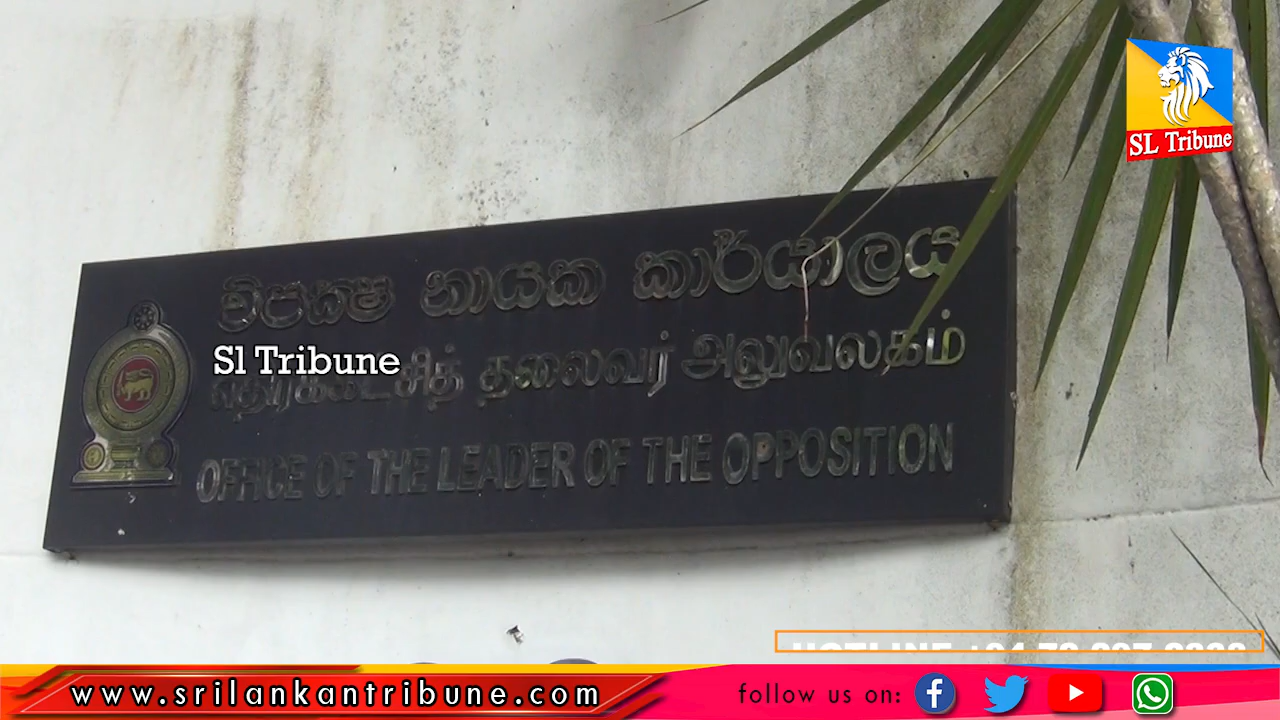 SL Tribune
විපක්ෂ නායක කාර්යාලය
Sl Tribune
எதிர்க்கட்சித் தலைவர் அலுவலகம்
OFFICE OF THE LEADER OF THE OPPOSITION
www.srilankantribune.com
follow us on: